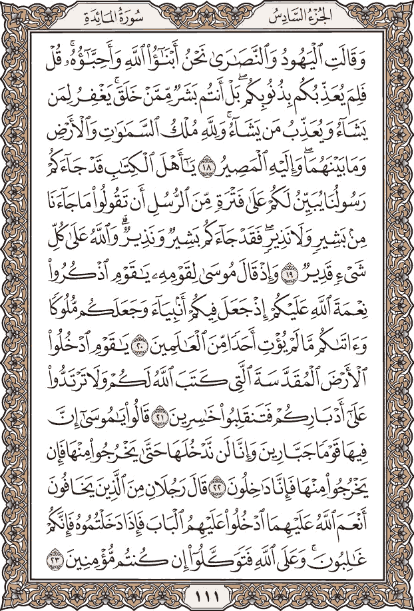 الجزء السادس
سورة المائدة
وَقَالَتِ ٱلْيَهُودُ وَٱلنَّصَٰرَىٰ نَحْنُ أَبْنَٰٓؤُا۟ ٱللَّهِ وَأَحِبَّٰٓؤُهُۥ ۚ قُلْ
فَلِمَ يُعَذِّبُكُم بِذُنُوبِكُم ۖ بَلْ أَنتُم بَشَرٌ مِّمَّنْ خَلَقَ ۚ يَغْفِرُ لِمَن
يَشَآءُ وَيُعَذِّبُ مَن يَشَآءُ ۚ وَلِلَّهِ مُلْكُ ٱلسَّمَٰوَٰتِ وَٱلْأَرْضِ
وَمَا بَيْنَهُمَا ۖ وَإِلَيْهِ ٱلْمَصِيرُ ١٨ يَٰٓأَهْلَ ٱلْكِتَٰبِ قَدْ جَآءَكُمْ
رَسُولُنَا يُبَيِّنُ لَكُمْ عَلَىٰ فَتْرَةٍ مِّنَ ٱلرُّسُلِ أَن تَقُولُوا۟ مَا جَآءَنَا
مِنۢ بَشِيرٍ وَلَا نَذِيرٍ ۖ فَقَدْ جَآءَكُم بَشِيرٌ وَنَذِيرٌ ۗ وَٱللَّهُ عَلَىٰ كُلِّ
شَىْءٍ قَدِيرٌ ١٩ وَإِذْ قَالَ مُوسَىٰ لِقَوْمِهِۦ يَٰقَوْمِ ٱذْكُرُوا۟
نِعْمَةَ ٱللَّهِ عَلَيْكُمْ إِذْ جَعَلَ فِيكُمْ أَنۢبِيَآءَ وَجَعَلَكُم مُّلُوكًا
وَءَاتَىٰكُم مَّا لَمْ يُؤْتِ أَحَدًا مِّنَ ٱلْعَٰلَمِينَ ٢٠ يَٰقَوْمِ ٱدْخُلُوا۟
ٱلْأَرْضَ ٱلْمُقَدَّسَةَ ٱلَّتِى كَتَبَ ٱللَّهُ لَكُمْ وَلَا تَرْتَدُّوا۟
عَلَىٰٓ أَدْبَارِكُمْ فَتَنقَلِبُوا۟ خَٰسِرِينَ ٢١ قَالُوا۟ يَٰمُوسَىٰٓ إِنَّ
فِيهَا قَوْمًا جَبَّارِينَ وَإِنَّا لَن نَّدْخُلَهَا حَتَّىٰ يَخْرُجُوا۟ مِنْهَا فَإِن
يَخْرُجُوا۟ مِنْهَا فَإِنَّا دَٰخِلُونَ ٢٢ قَالَ رَجُلَانِ مِنَ ٱلَّذِينَ يَخَافُونَ
أَنْعَمَ ٱللَّهُ عَلَيْهِمَا ٱدْخُلُوا۟ عَلَيْهِمُ ٱلْبَابَ فَإِذَا دَخَلْتُمُوهُ فَإِنَّكُمْ
غَٰلِبُونَ ۚ وَعَلَى ٱللَّهِ فَتَوَكَّلُوٓا۟ إِن كُنتُم مُّؤْمِنِينَ ٢٣
١١١